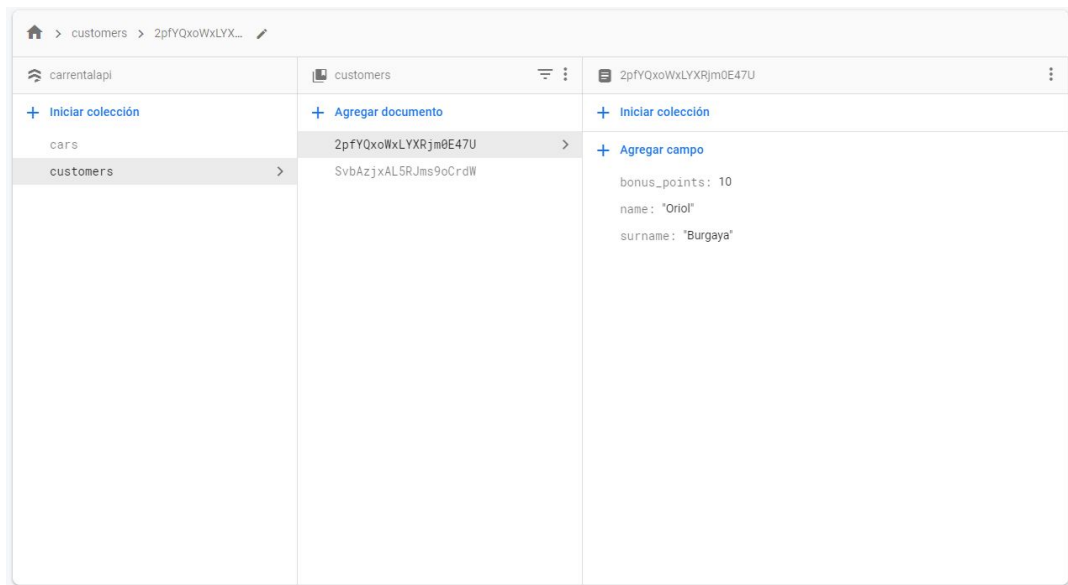 customers > 2pfYQxoWxLYX...
carrentalapi
Iniciar colección
cars
customers
customers
Agregar documento
2pfYQxoWxLYXRjm0E47U
SvbAzjxAL5RJms9oCrdW
2pfYQxoWxLYXRjm0E47U
Iniciar colección
Agregar campo
bonus_points: 10
name: "Oriol"
surname: "Burgaya"